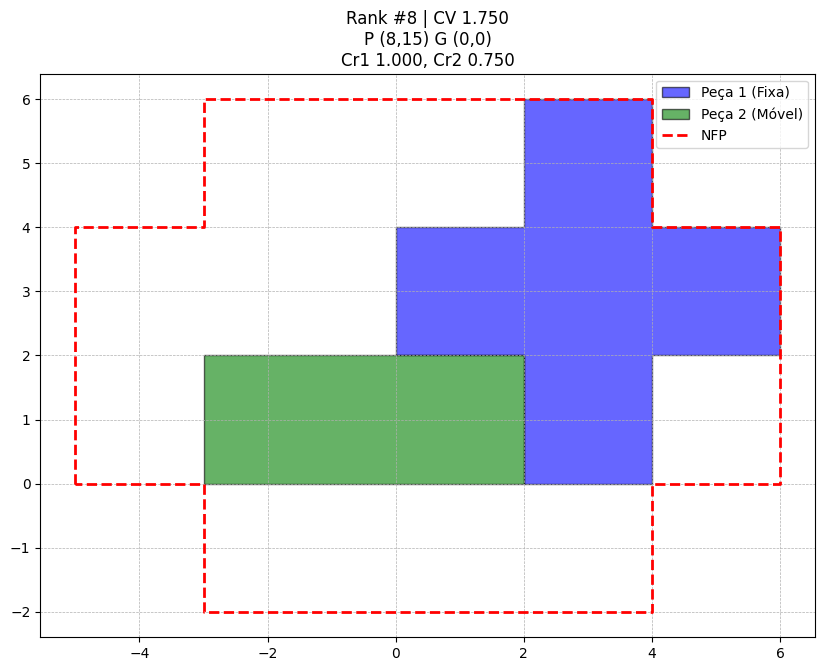 Rank #8 | CV 1.750
P (8,15) G (0,0)
Cr1 1.000, Cr2 0.750
Peça 1 (Fixa)
Peça 2 (Móvel)
NFP
6
5
4
3
2
1
0
−1
−2
−4
−2
0
2
4
6